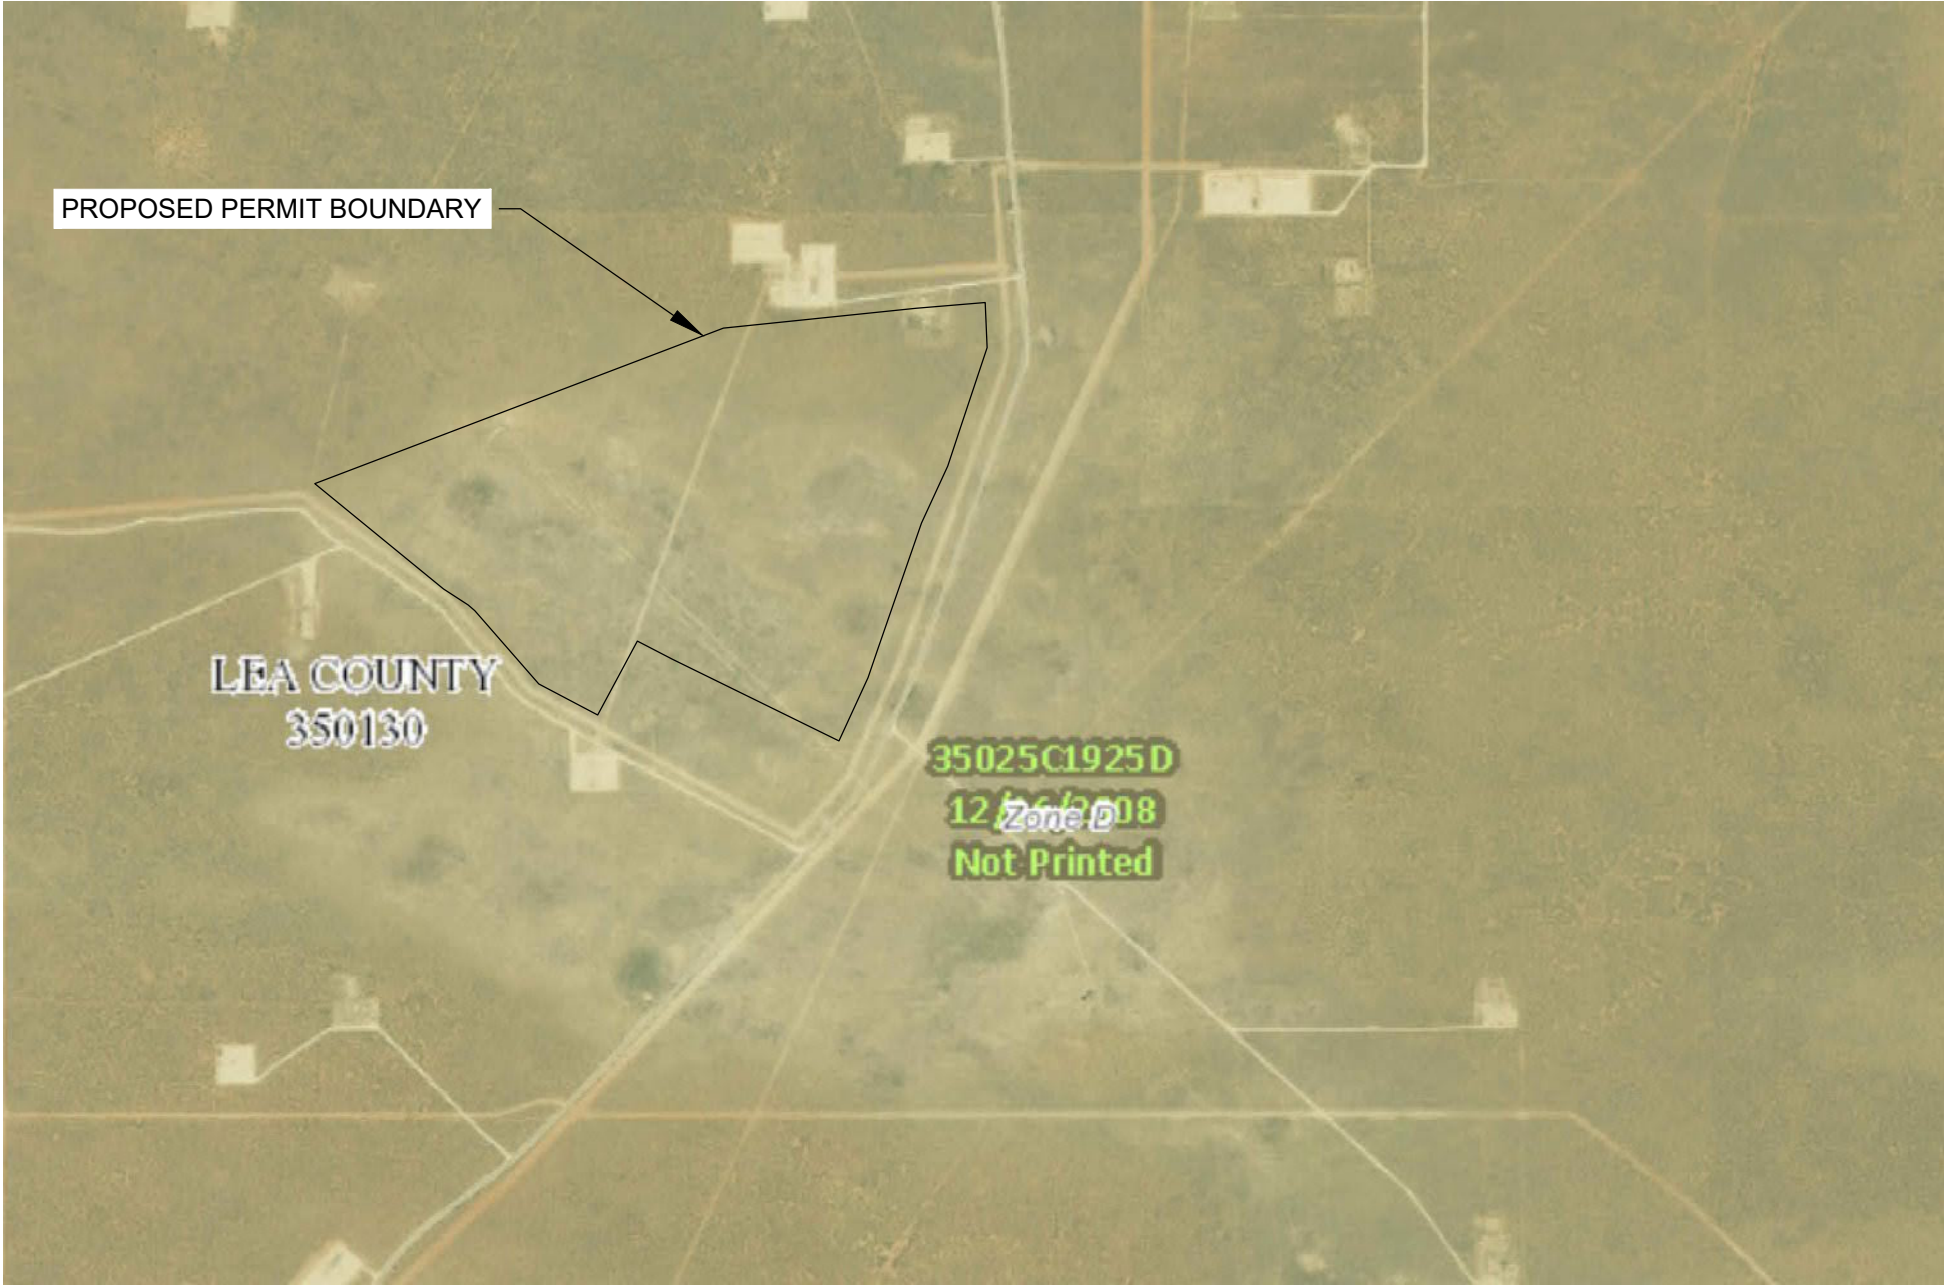 PROPOSED PERMIT BOUNDARY
LEA COUNTY
350130
35025C1925D
Zone D
Not Printed